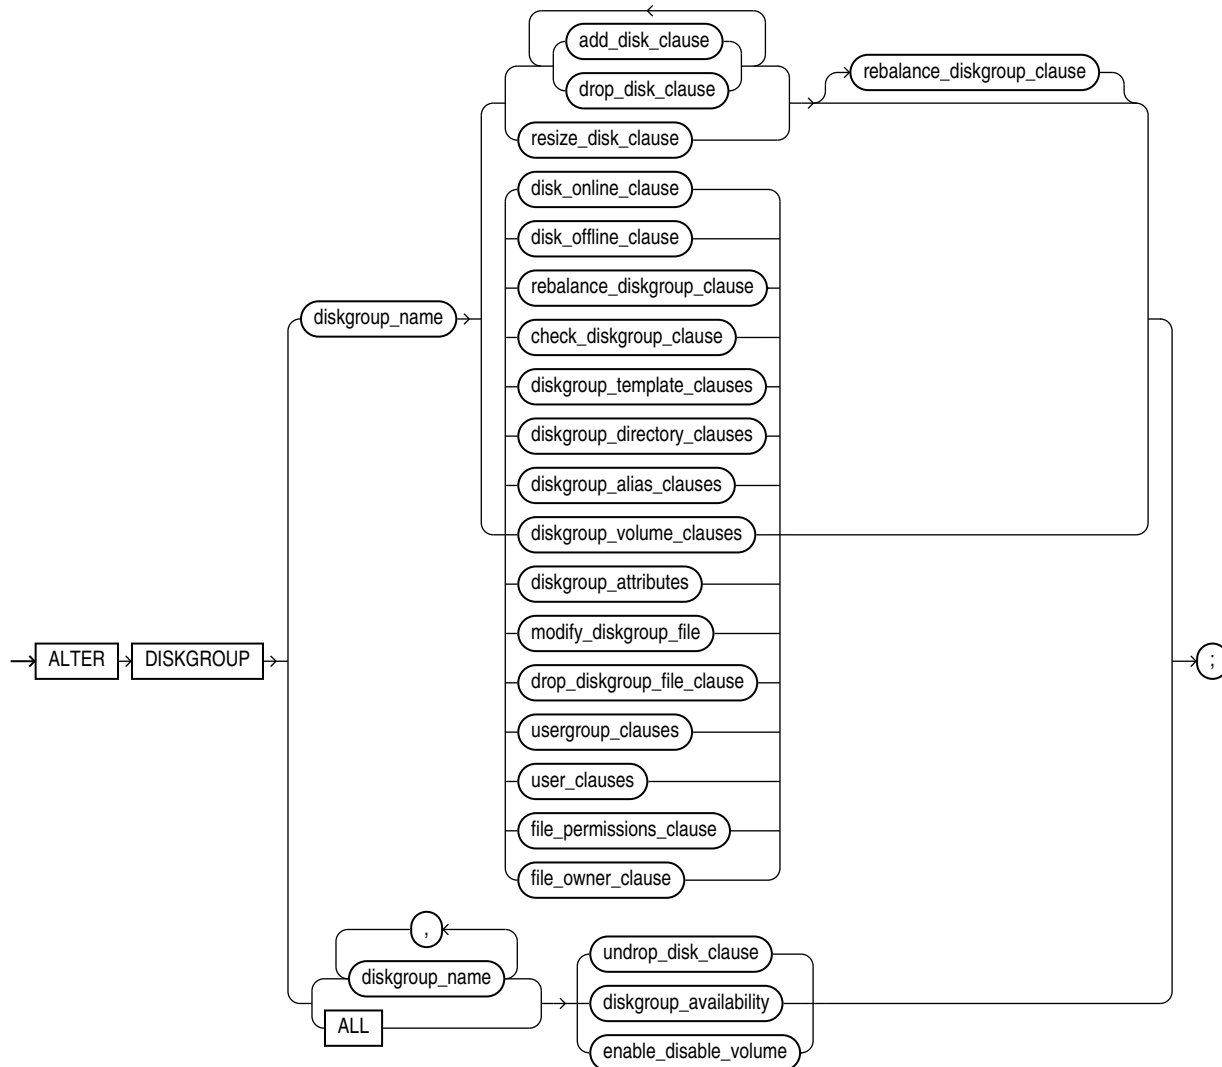 add_disk_clause
rebalance_diskgroup_clause
drop_disk_clause
resize_disk_clause
disk_online_clause
disk_offline_clause
rebalance_diskgroup_clause
diskgroup_name
check_diskgroup_clause
diskgroup_template_clauses
diskgroup_directory_clauses
diskgroup_alias_clauses
diskgroup_volume_clauses
diskgroup_attributes
modify_diskgroup_file
ALTER DISKGROUP ;
drop_diskgroup_file_clause
usergroup_clauses
user_clauses
file_permissions_clause
file_owner_clause
,
undrop_disk_clause
diskgroup_name
diskgroup_availability
ALL
enable_disable_volume